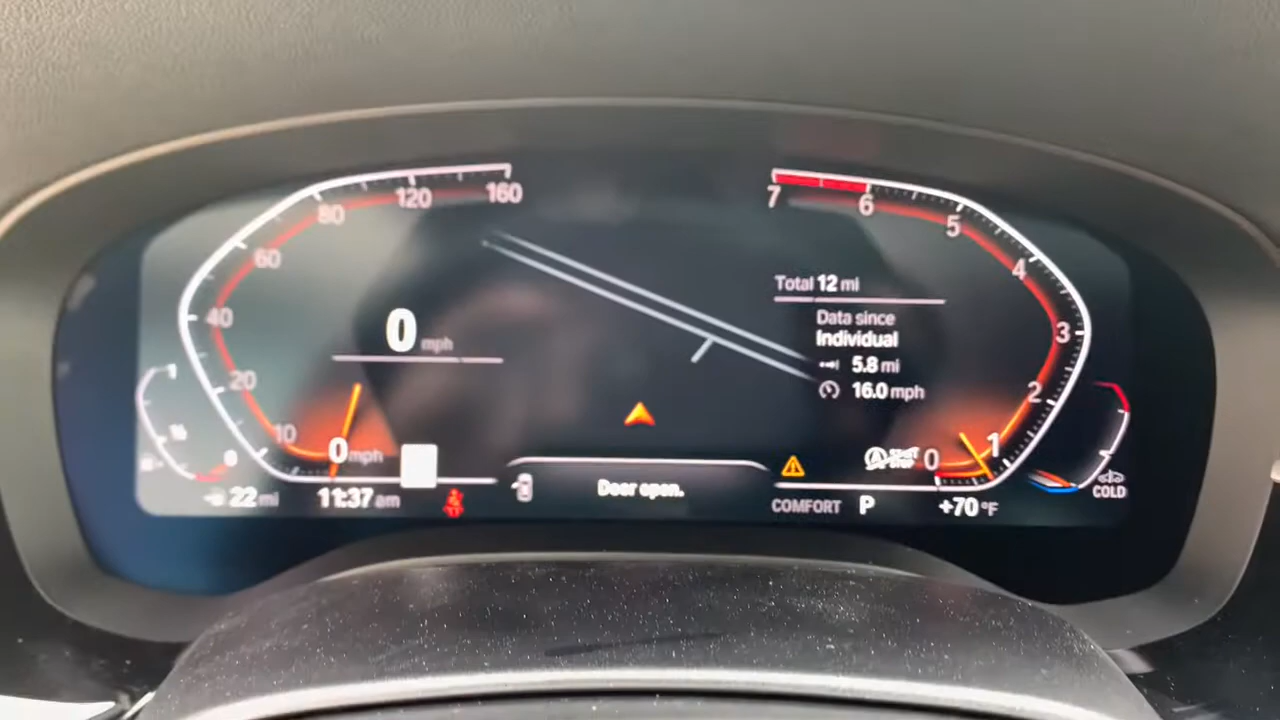 160
120
80
60
40
20
10
0 mph
0 mph
22 mi
11:37 am
Door open.
Total 12 mi
Data since
Individual
5.8 mi
16.0 mph
7
6
5
4
3
2
1
0
COMFORT P
+70 °F
COLD